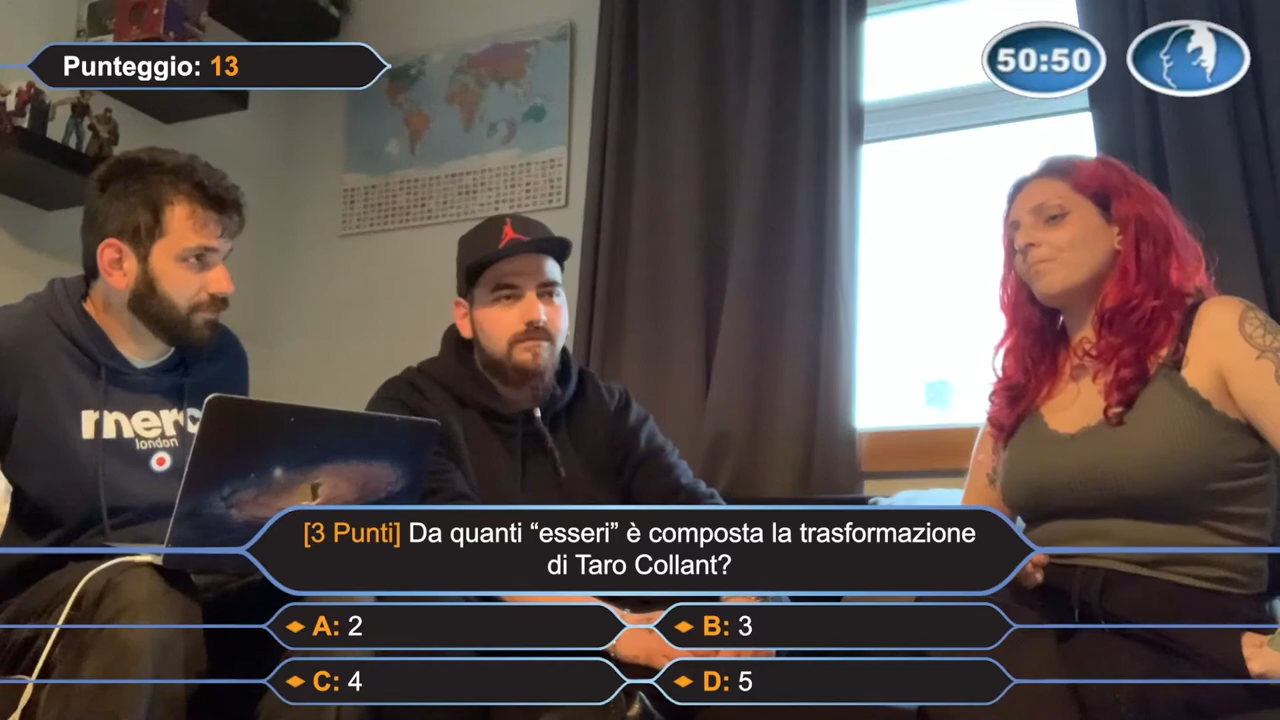 Punteggio: 13
50:50
merc
london
[3 Punti] Da quanti “esseri” è composta la trasformazione
di Taro Collant?
A: 2
B: 3
C: 4
D: 5